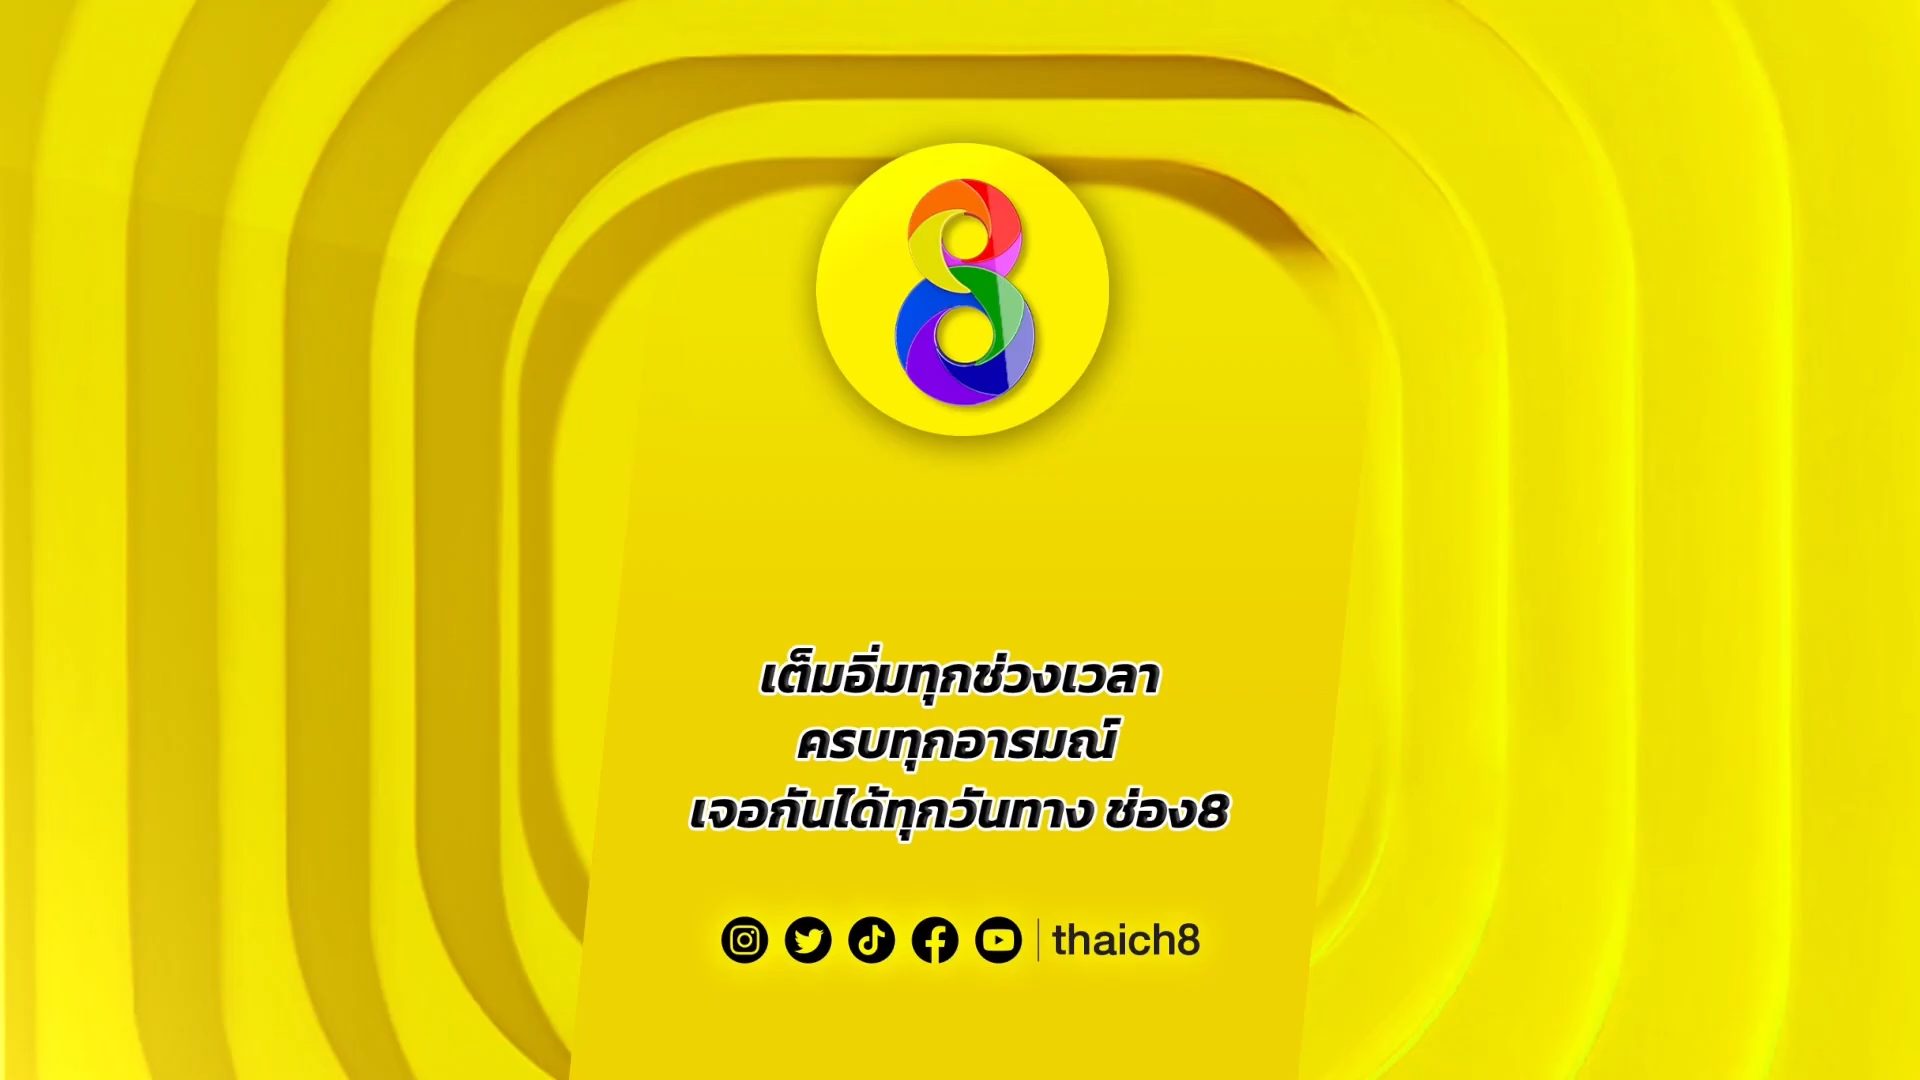 8
เต็มอิ่มทุกช่วงเวลา
ครบทุกอารมณ์
เจอกันได้ทุกวันทาง ช่อง8
thaich8